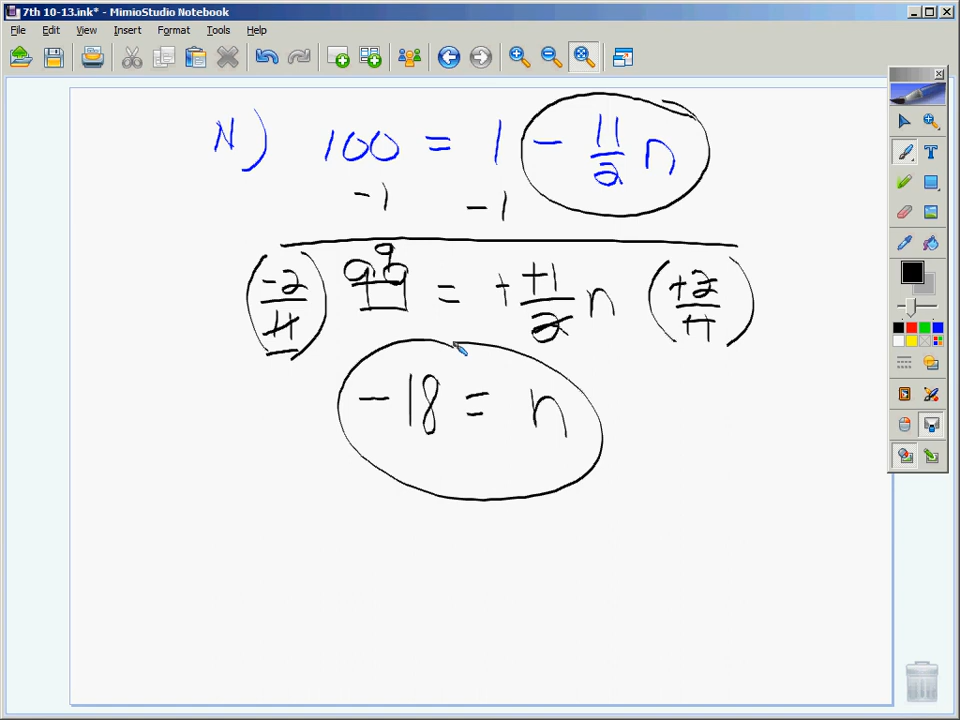 7th 10-13.ink* - MimioStudio Notebook
File Edit View Insert Format Tools Help
N) 100 = 1 - 11/2 n
-1 -1
(-2/11) 99 9 = + 11/2 n (+2/11)
-18 = n
T